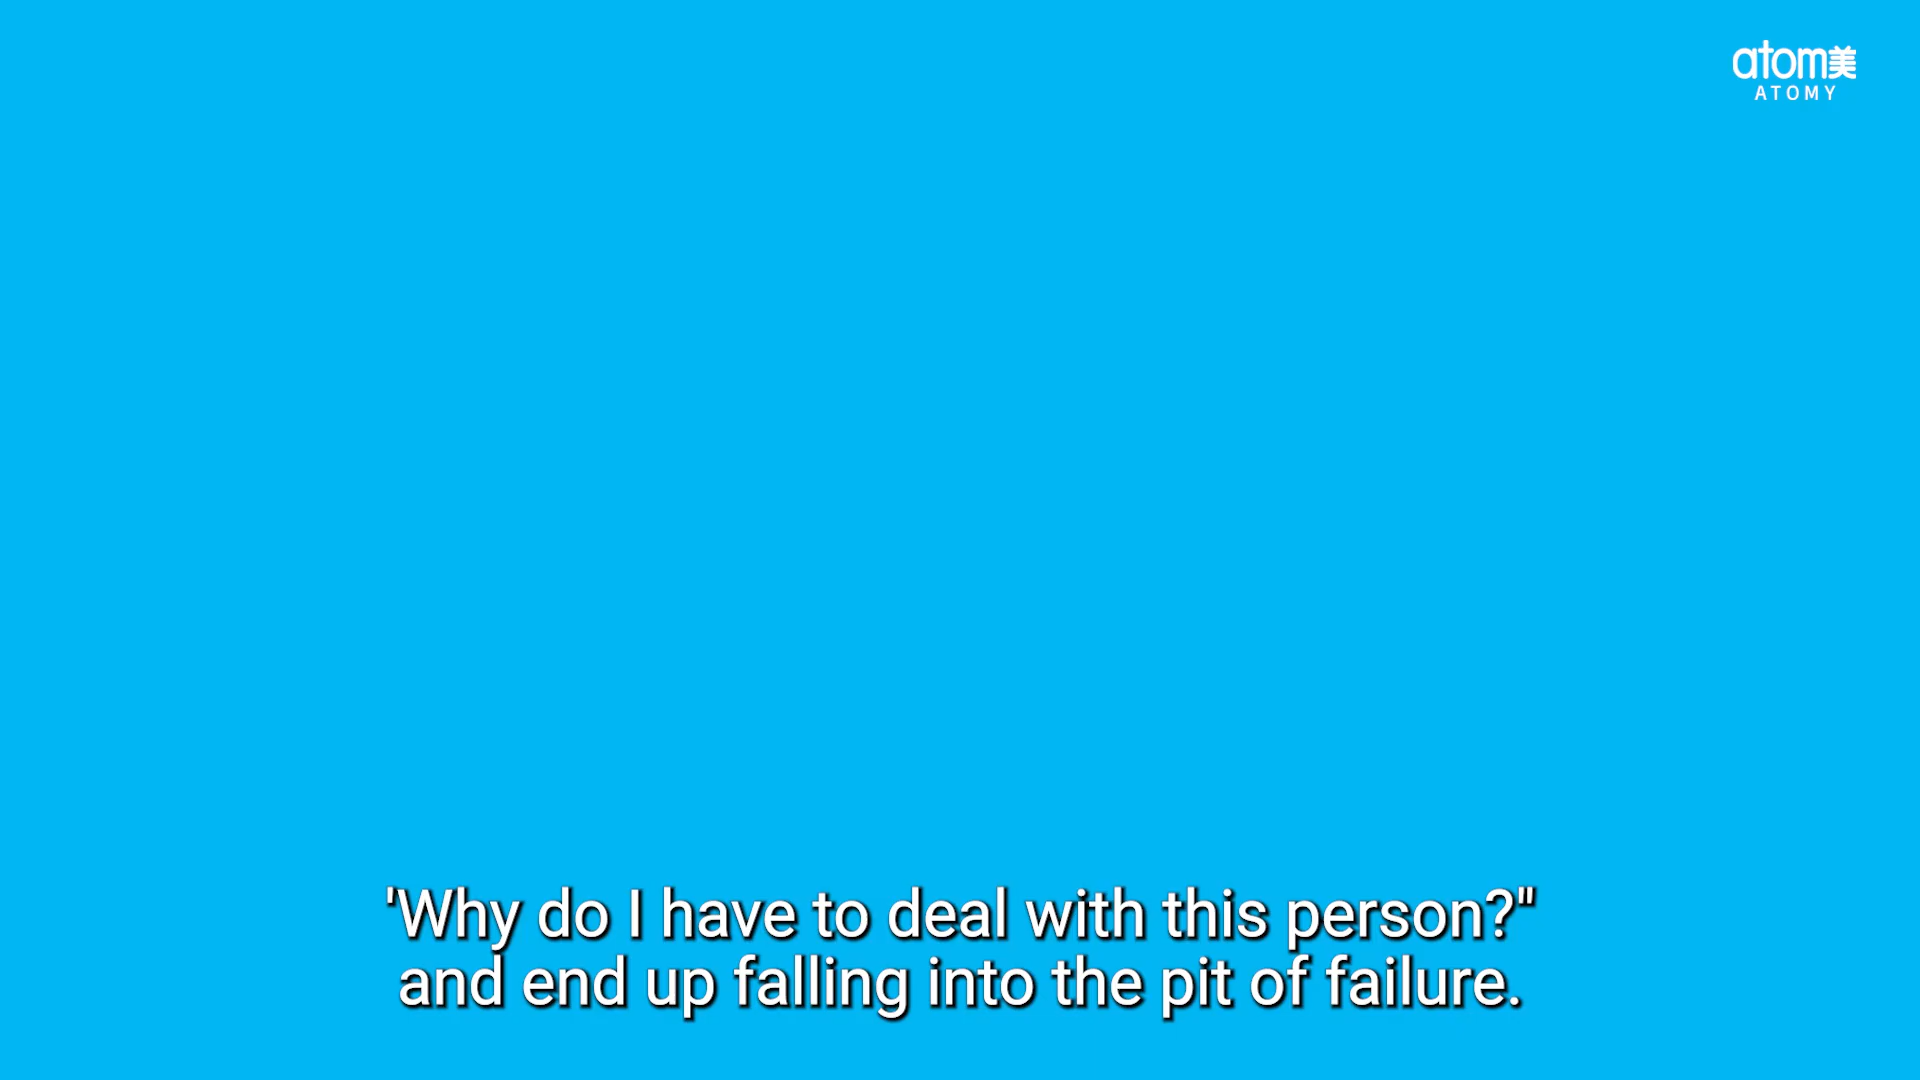 atom美
ATOMY
'Why do I have to deal with this person?"
and end up falling into the pit of failure.